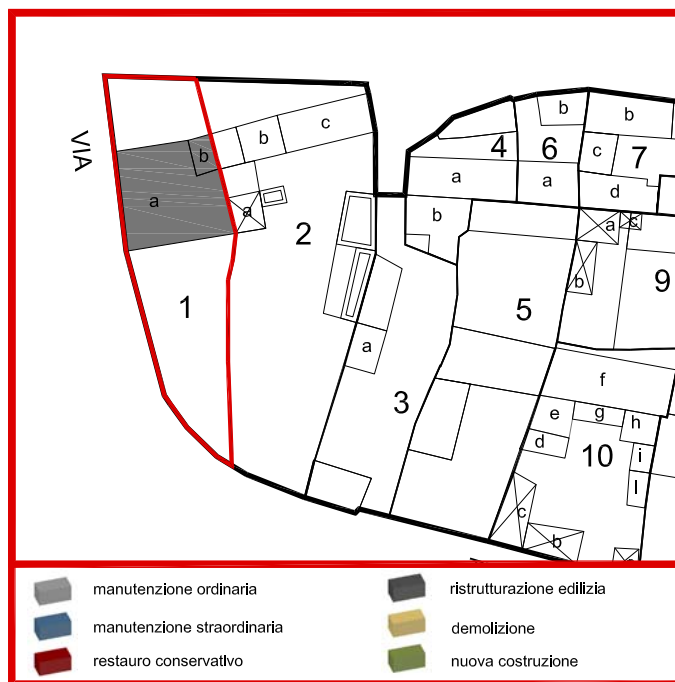 VIA
a
b
1
b
c
a
2
4
a
b
6
a
b
c
7
d
b
5
a
c
b
9
a
3
f
e
g
h
d
10
i
l
c
b
manutenzione ordinaria
manutenzione straordinaria
restauro conservativo
ristrutturazione edilizia
demolizione
nuova costruzione